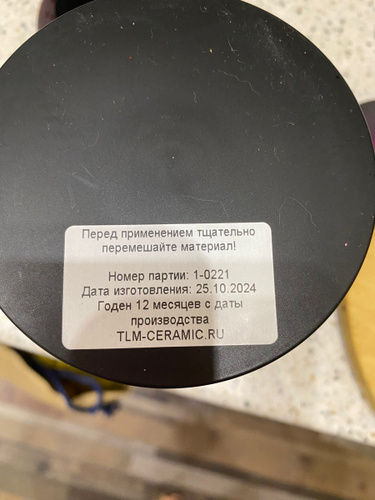 Перед применением тщательно
перемешайте материал!
Номер партии: 1-0221
Дата изготовления: 25.10.2024
Годен 12 месяцев с даты
производства
TLM-CERAMIC.RU